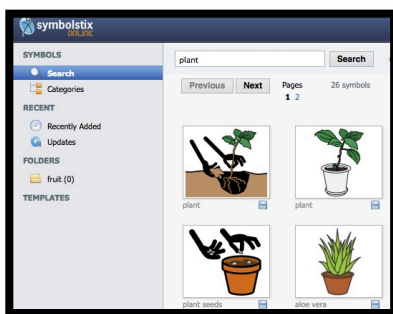 symbolstix
ONLINE
SYMBOLS
Search
Categories
RECENT
Recently Added
Updates
FOLDERS
fruit (0)
TEMPLATES
plant
Search
Previous Next Pages 26 symbols
1 2
plant
plant
plant seeds
aloe vera